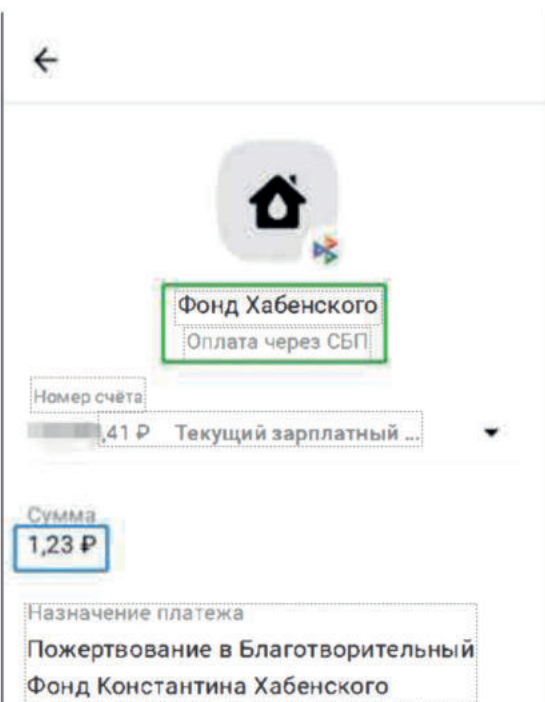 Фонд Хабенского
Оплата через СБП
Номер счёта
,41 ₽ Текущий зарплатный ...
Сумма
1,23 ₽
Назначение платежа
Пожертвование в Благотворительный
Фонд Константина Хабенского